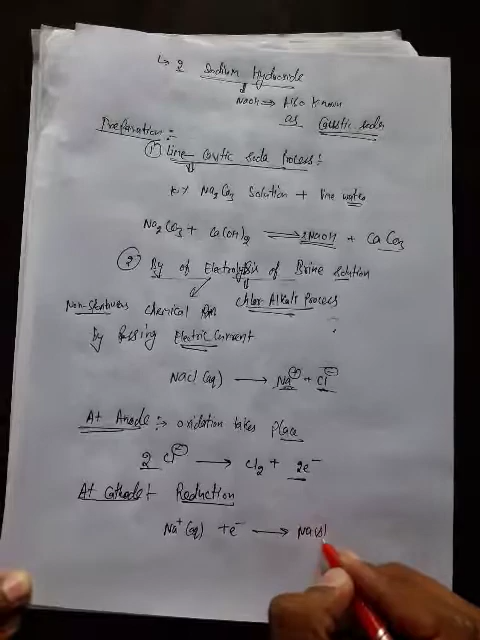 ↳ 2 Sodium Hydroxide
NaOH ⇒ Also Known
as Caustic soda
Preparation:-
① Lime-Caustic soda Process:
10% Na2CO3 Solution + lime water
Na2CO3 + Ca(OH)2 ⇌ 2NaOH + CaCO3
② By of Electrolysis of Brine Solution
Chlor Alkali Process
Non-spontaneous Chemical Rxn
By Passing Electric Current
NaCl(aq) → Na⊕ + Cl⊖
At Anode:→ oxidation takes Place
2 Cl⊖ → Cl2 + 2e-
At Cathode:- Reduction
Na+(aq) + e- → Na(s)